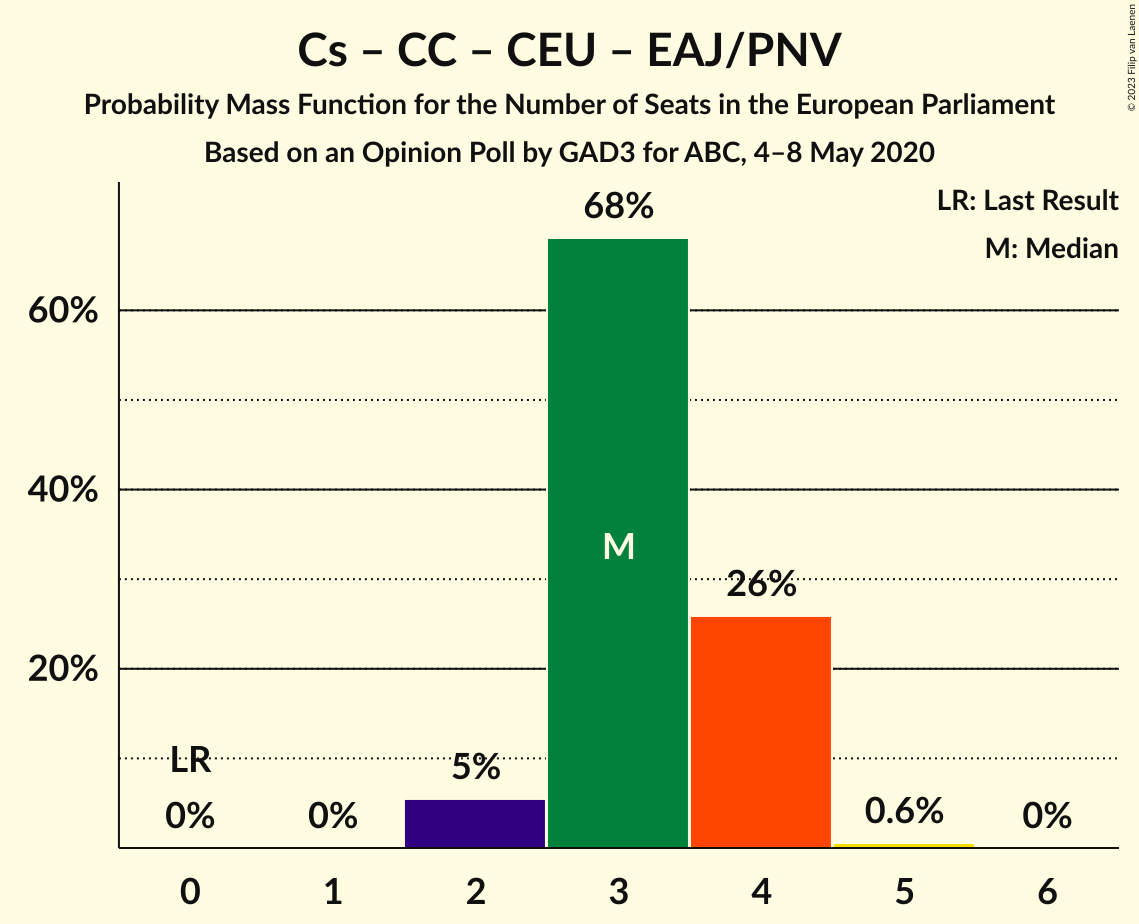 Cs – CC – CEU – EAJ/PNV
Probability Mass Function for the Number of Seats in the European Parliament
Based on an Opinion Poll by GAD3 for ABC, 4–8 May 2020
© 2023 Filip van Laenen
LR: Last Result
M: Median
68%
60%
40%
20%
M
26%
LR
5%
0%
0%
0.6%
0%
0 1 2 3 4 5 6